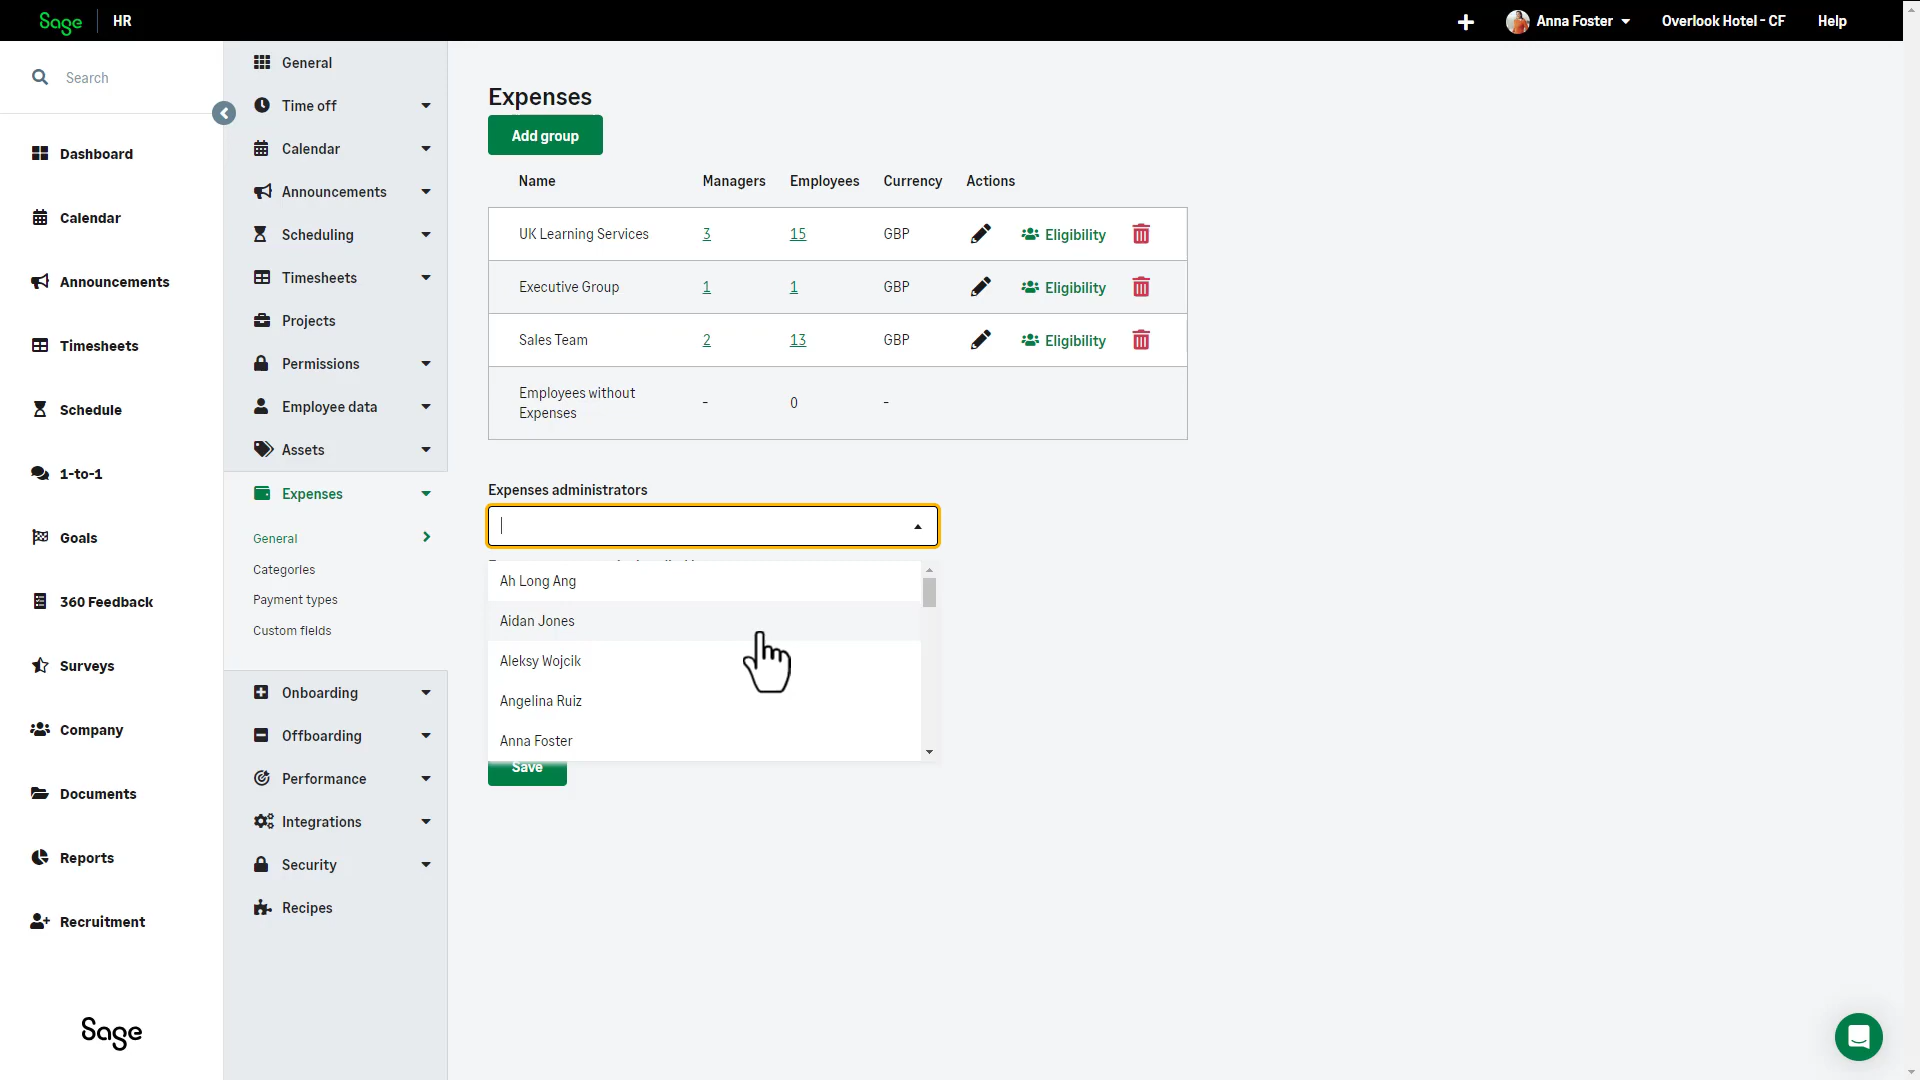 Sage
HR
Anna Foster
Overlook Hotel - CF
Help
Search
Dashboard
Calendar
Announcements
Timesheets
Schedule
1-to-1
Goals
360 Feedback
Surveys
Company
Documents
Reports
Recruitment
Sage
General
Time off
Calendar
Announcements
Scheduling
Timesheets
Projects
Permissions
Employee data
Assets
Expenses
General
Categories
Payment types
Custom fields
Onboarding
Offboarding
Performance
Integrations
Security
Recipes
Expenses
Add group
Name Managers Employees Currency Actions
UK Learning Services 3 15 GBP Eligibility
Executive Group 1 1 GBP Eligibility
Sales Team 2 13 GBP Eligibility
Employees without
Expenses - 0 -
Expenses administrators
Ah Long Ang
Aidan Jones
Aleksy Wojcik
Angelina Ruiz
Anna Foster
Save